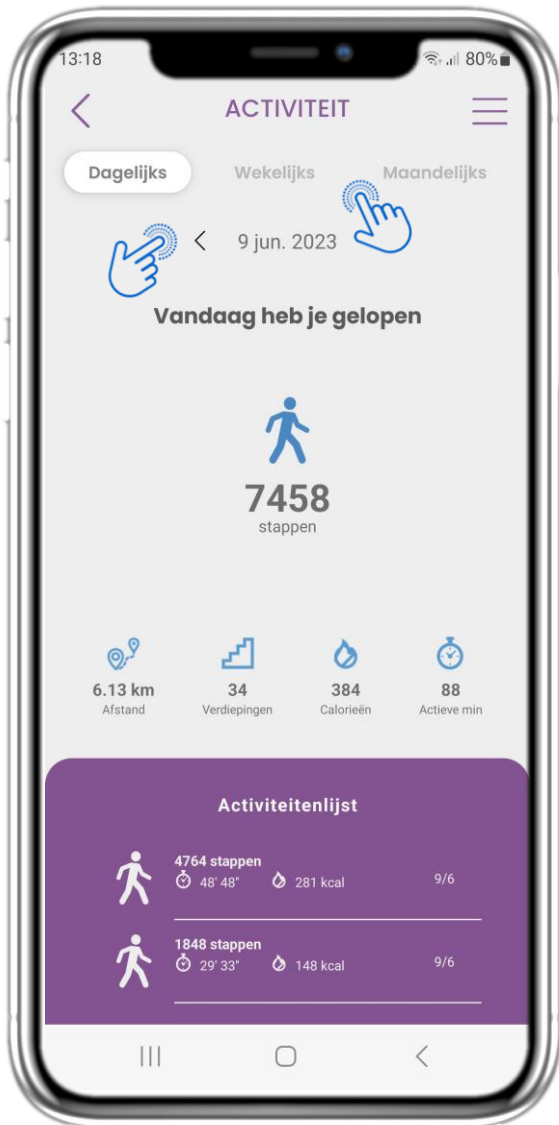 13:18 80%
ACTIVITEIT
Dagelijks Wekelijks Maandelijks
9 jun. 2023
Vandaag heb je gelopen
7458
stappen
6.13 km 34 384 88
Afstand Verdiepingen Calorieën Actieve min
Activiteitenlijst
4764 stappen
48' 48" 281 kcal 9/6
1848 stappen
29' 33" 148 kcal 9/6